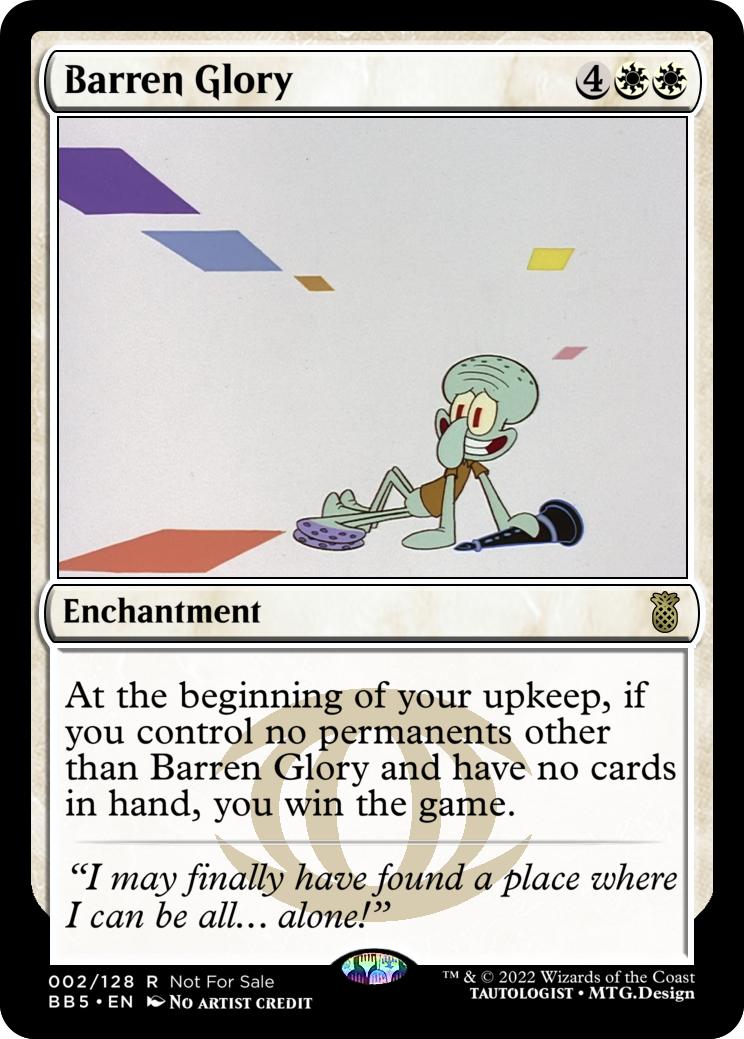 Barren Glory 4
Enchantment
At the beginning of your upkeep, if
you control no permanents other
than Barren Glory and have no cards
in hand, you win the game.
“I may finally have found a place where
I can be all… alone!”
002/128 R Not For Sale
BB5 • EN No artist credit
™ & © 2022 Wizards of the Coast
TAUTOLOGIST • MTG.Design